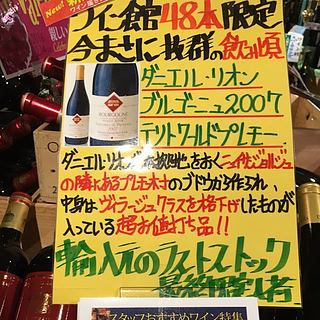 ワイン館48本限定
今まさに抜群の飲み頃
ダニエル・リオン
ブルゴーニュ2007
テリトワールドプレモー
BOURGOGNE
ダニエル・リオンが本拠地をおくニュイサンジョルジュ
の隣にあるプレモー村のブドウから作られ、
中身はヴィラージュクラスを格下げしたものが
入っている超お値打ち品!!
輸入元のラストストック
スタッフおすすめワイン特集